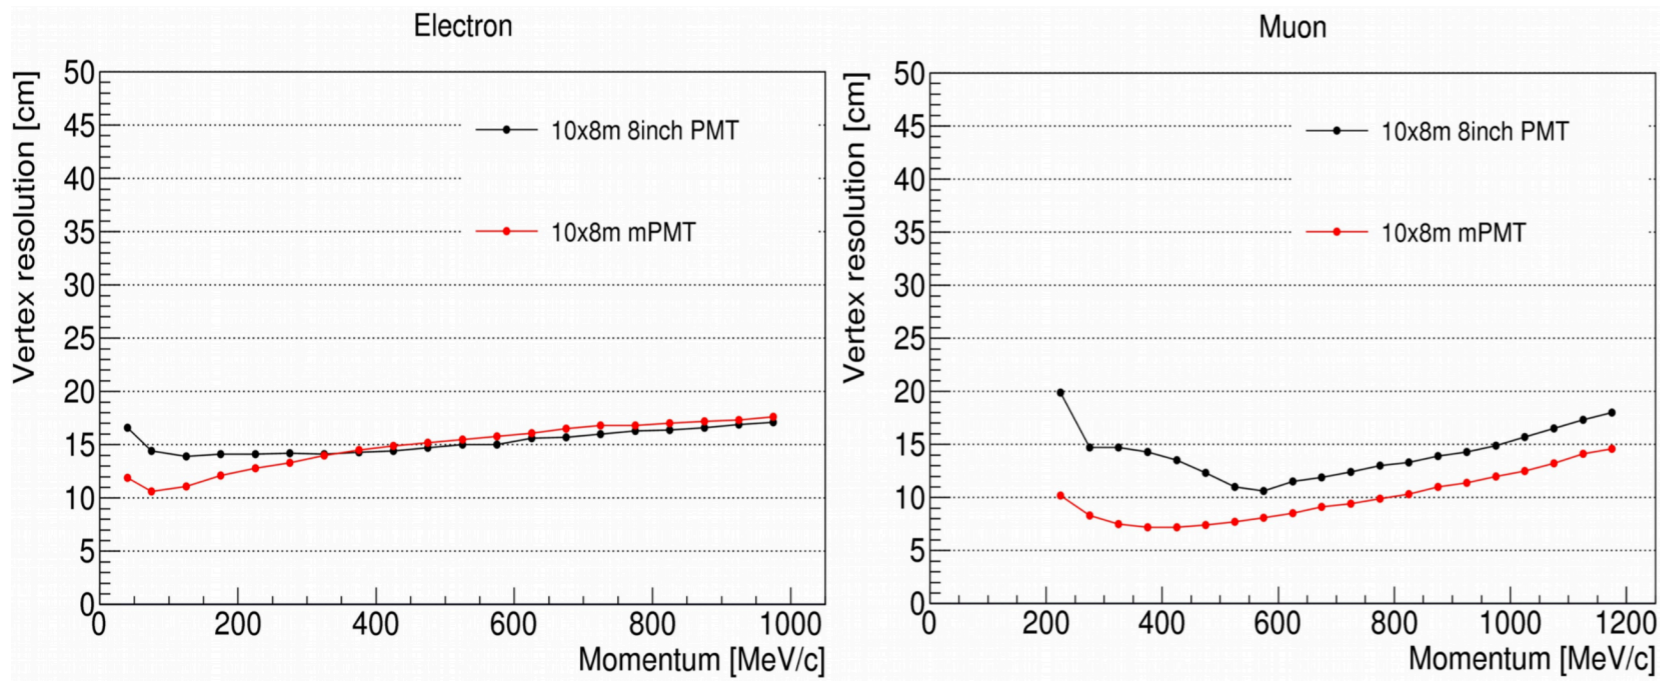 Electron
Vertex resolution [cm]
50
45
40
35
30
25
20
15
10
5
0
10x8m 8inch PMT
10x8m mPMT
0 200 400 600 800 1000
Momentum [MeV/c]
Muon
Vertex resolution [cm]
50
45
40
35
30
25
20
15
10
5
0
10x8m 8inch PMT
10x8m mPMT
0 200 400 600 800 1000 1200
Momentum [MeV/c]